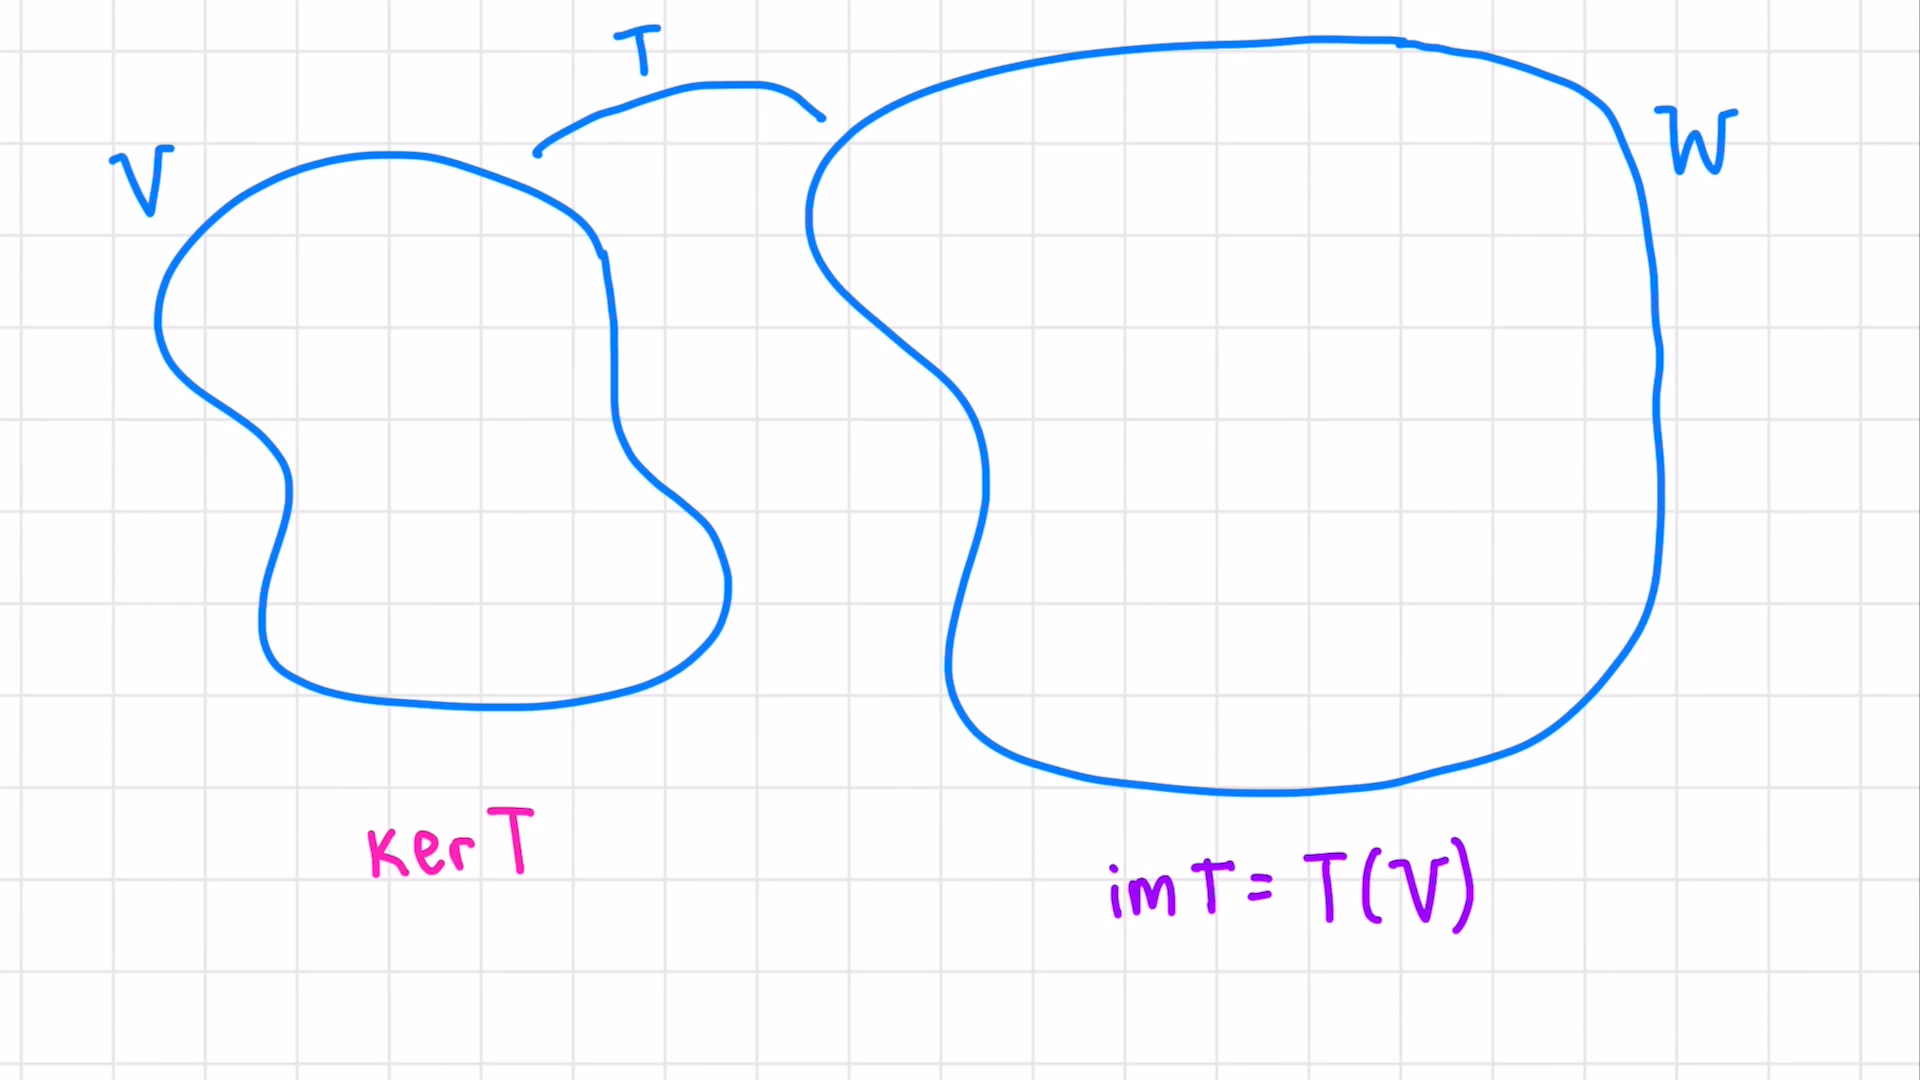 T
V
W
ker T
im T = T(V)